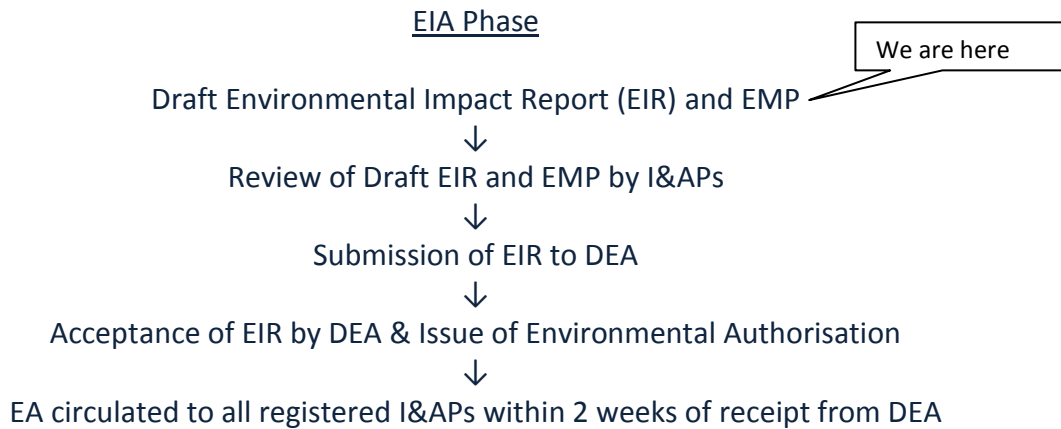 EIA Phase
We are here
Draft Environmental Impact Report (EIR) and EMP
↓
Review of Draft EIR and EMP by I&APs
↓
Submission of EIR to DEA
↓
Acceptance of EIR by DEA & Issue of Environmental Authorisation
↓
EA circulated to all registered I&APs within 2 weeks of receipt from DEA